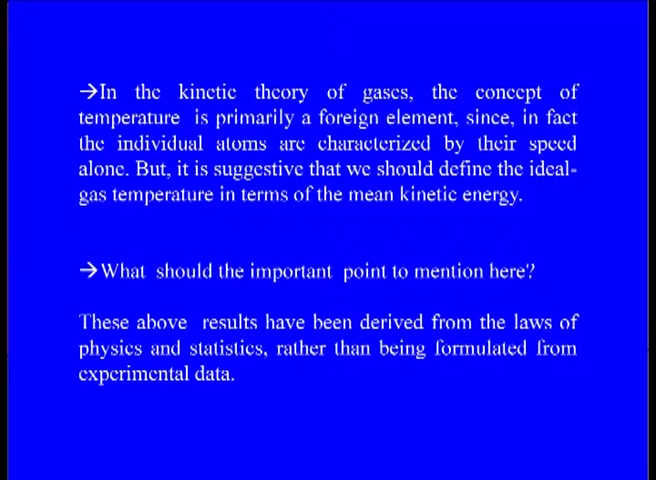 →In the kinetic theory of gases, the concept of
temperature is primarily a foreign element, since, in fact
the individual atoms are characterized by their speed
alone. But, it is suggestive that we should define the ideal-
gas temperature in terms of the mean kinetic energy.
→What should the important point to mention here?
These above results have been derived from the laws of
physics and statistics, rather than being formulated from
experimental data.